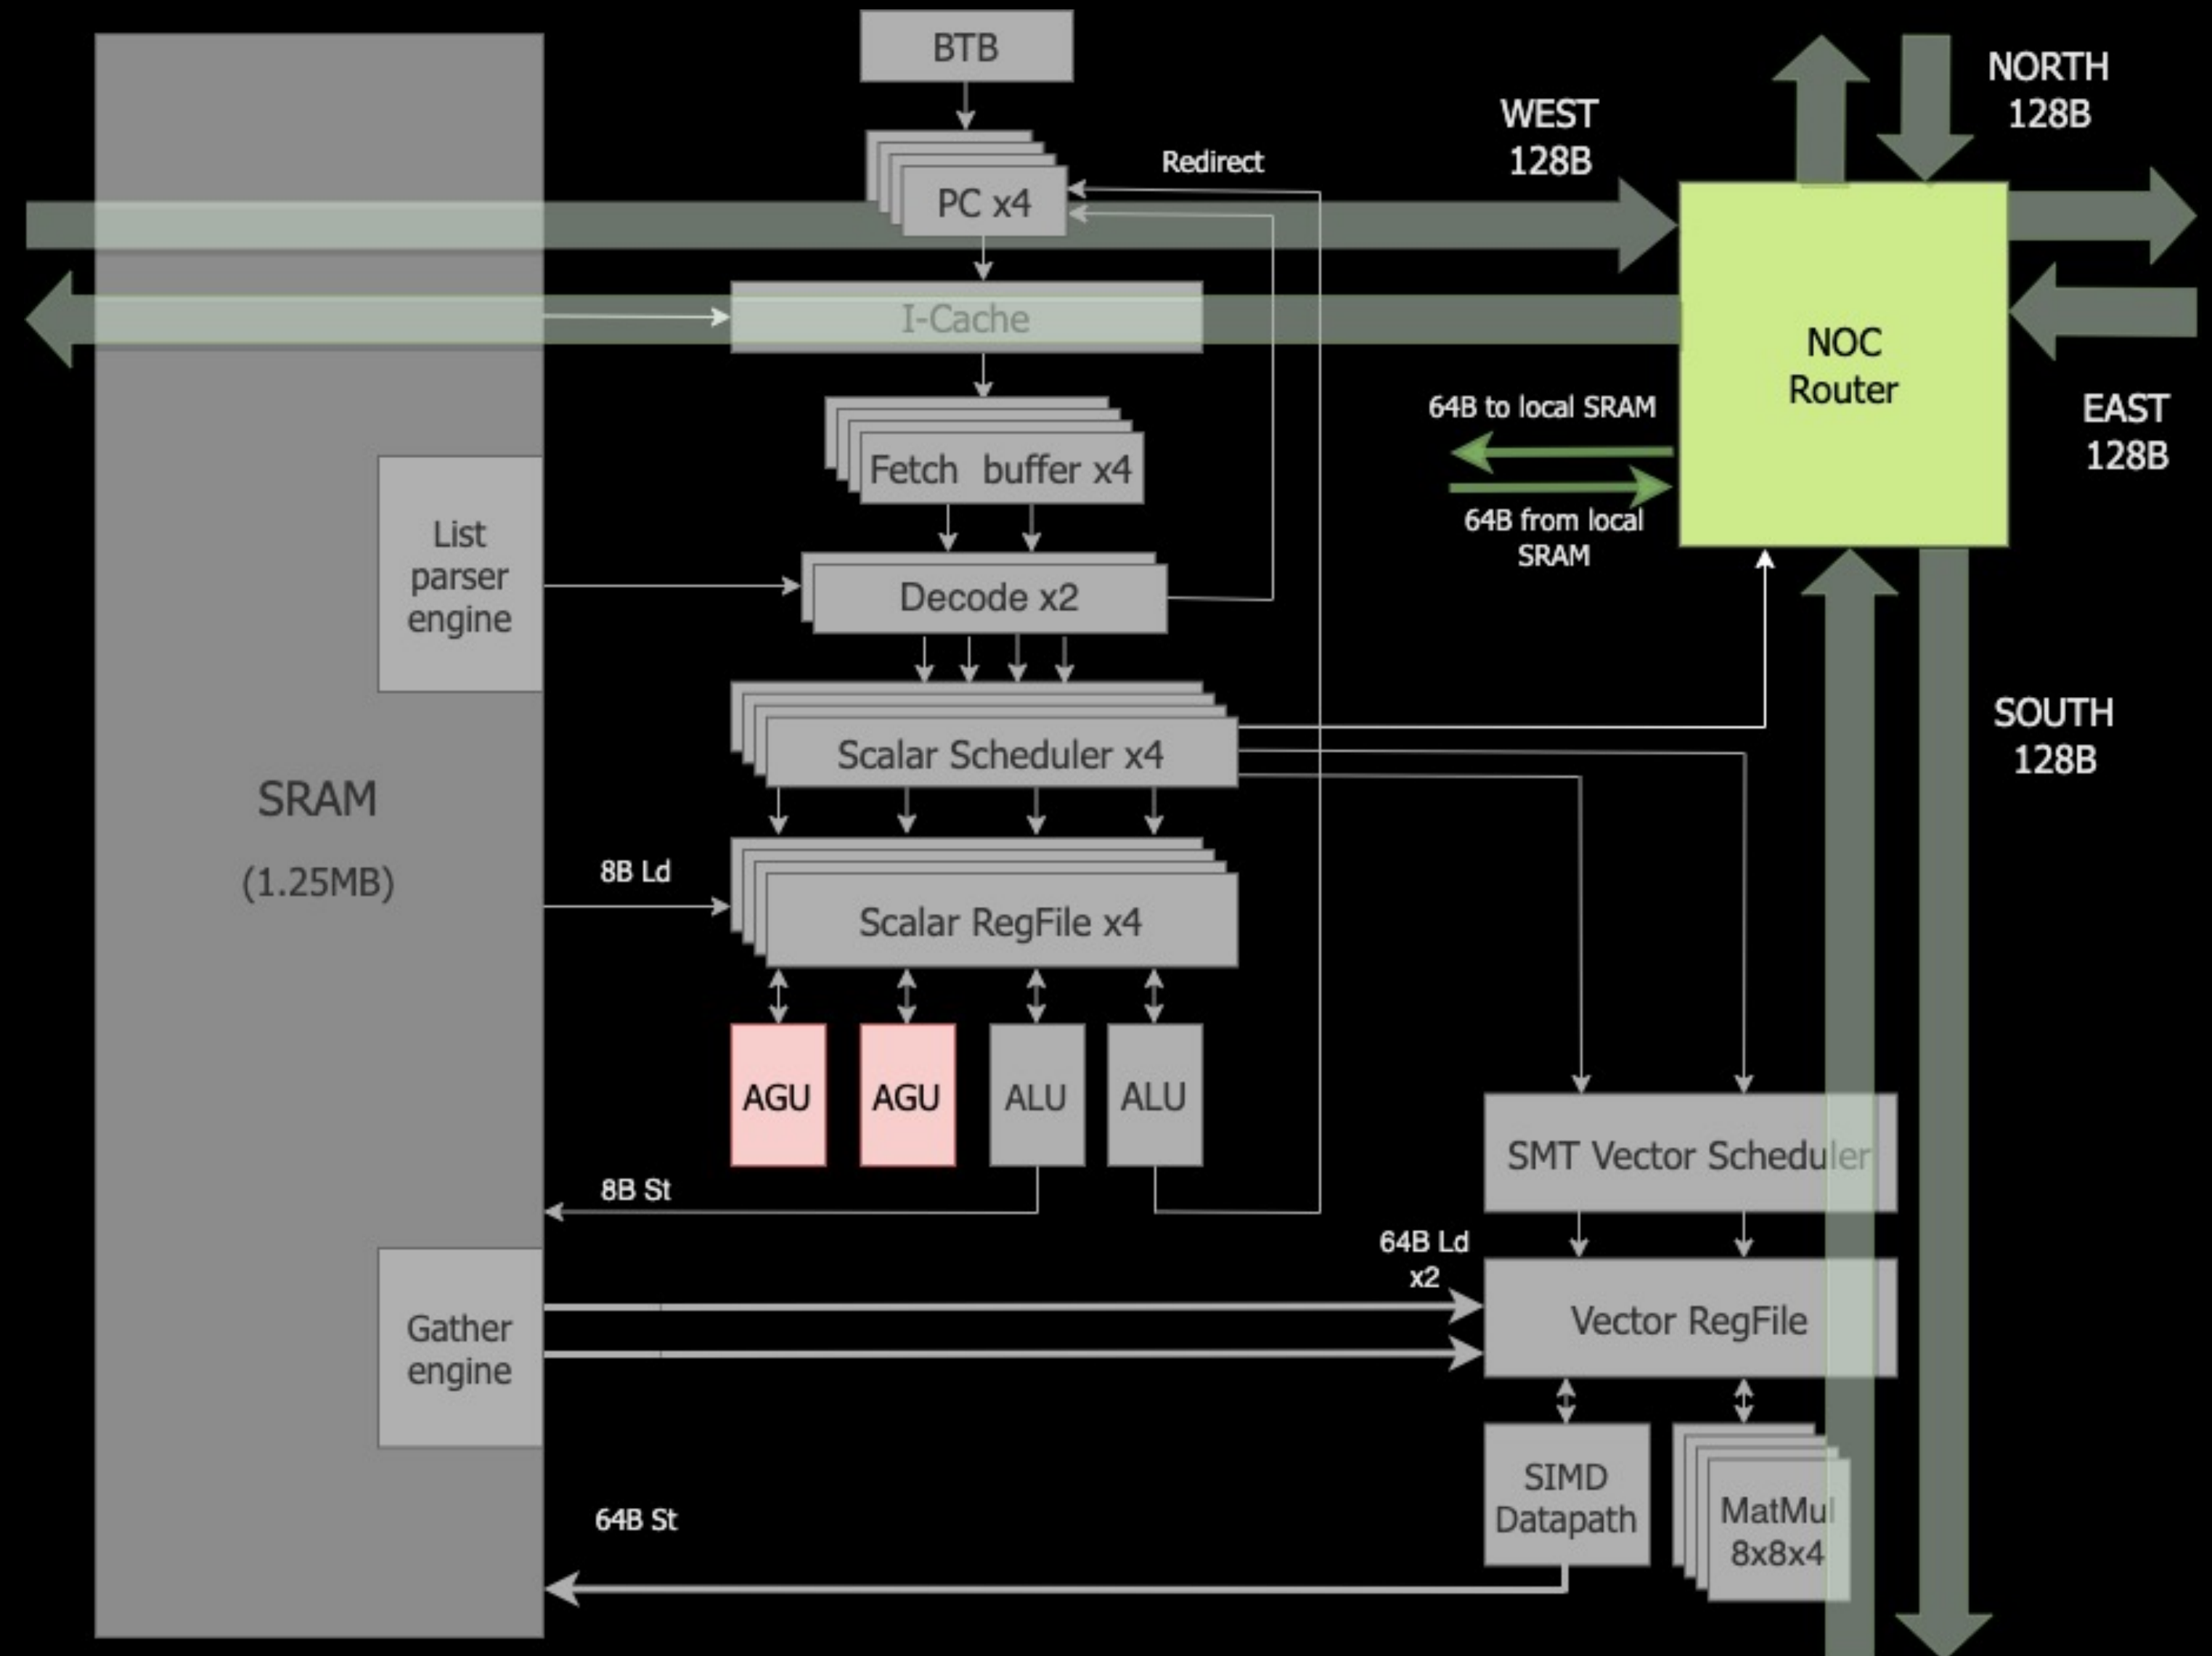 BTB
NORTH
128B
WEST
128B
Redirect
PC x4
I-Cache
NOC
Router
64B to local SRAM
EAST
128B
Fetch buffer x4
64B from local
SRAM
List
parser
engine
Decode x2
SOUTH
128B
Scalar Scheduler x4
SRAM
(1.25MB)
8B Ld
Scalar RegFile x4
AGU
AGU
ALU
ALU
SMT Vector Scheduler
8B St
64B Ld
x2
Vector RegFile
Gather
engine
SIMD
Datapath
MatMul
8x8x4
64B St